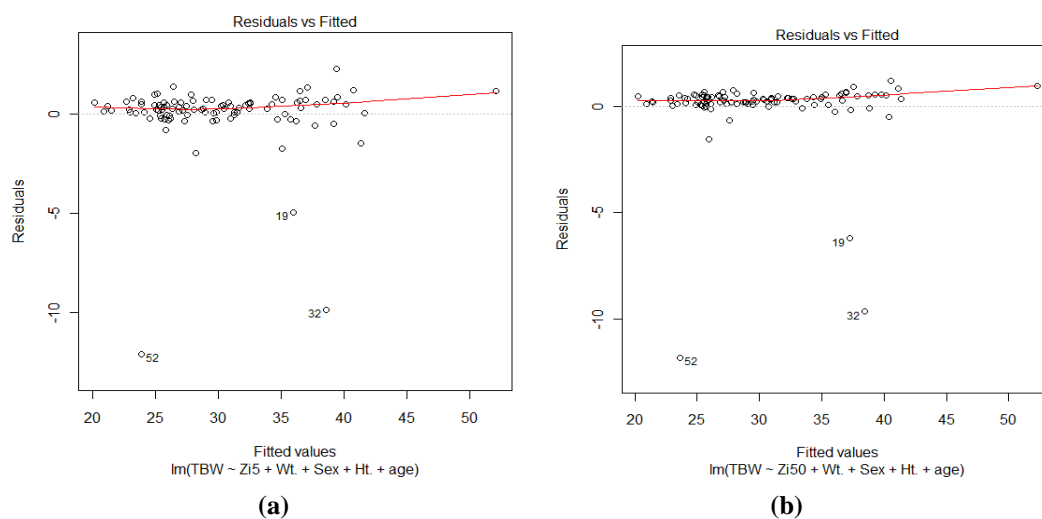 Residuals vs Fitted
Residuals
0
-5
-10
19
32
52
20 25 30 35 40 45 50
Fitted values
lm(TBW ~ Zi5 + Wt. + Sex + Ht. + age)
(a)
Residuals vs Fitted
Residuals
0
-5
-10
19
32
52
20 25 30 35 40 45 50
Fitted values
lm(TBW ~ Zi50 + Wt. + Sex + Ht. + age)
(b)